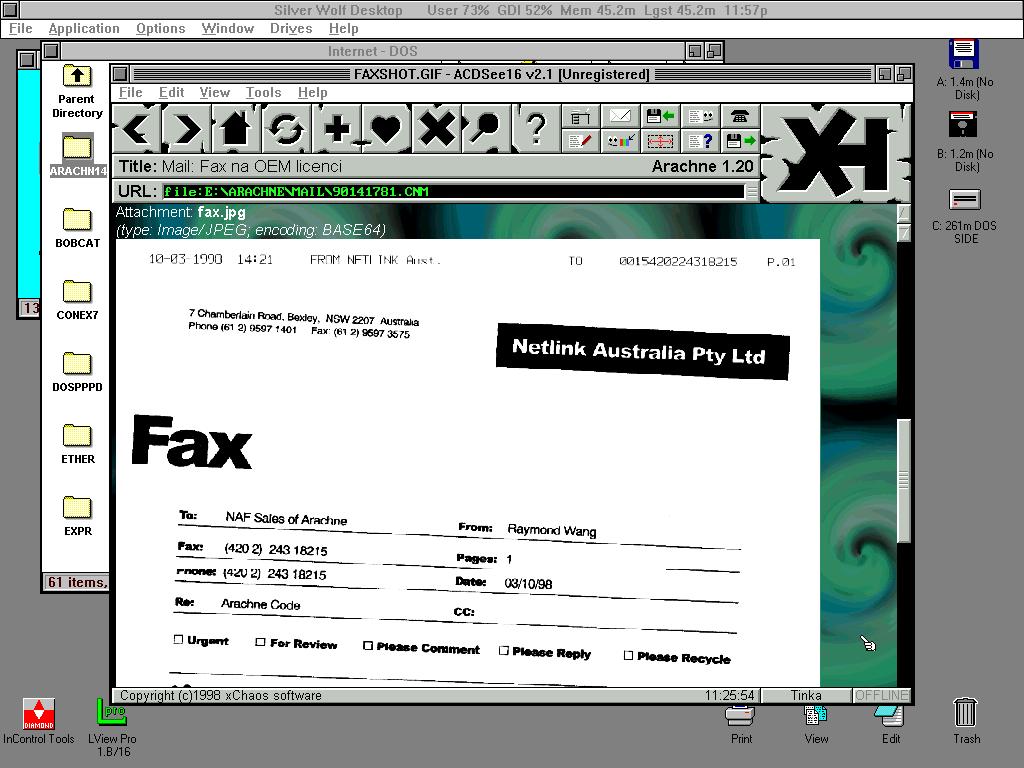 Silver Wolf Desktop User 73% GDI 52% Mem 45.2m Lgst 45.2m 11:57p
File Application Options Window Drives Help
Internet - DOS
FAXSHOT.GIF - ACDSee16 v2.1 [Unregistered]
File Edit View Tools Help
Title: Mail: Fax na OEM licenci Arachne 1.20
URL: file:E:\ARACHNE\MAIL\90141781.CNM
Attachment: fax.jpg
(type: Image/JPEG; encoding: BASE64)
10-03-1990 14:21 FROM NETLINK Aust. TO 0015420224318215 P.01
7 Chamberlain Road, Bexley, NSW 2207 Australia
Phone (61 2) 9597 1401 Fax: (61 2) 9597 3575
Netlink Australia Pty Ltd
Fax
To: NAF Sales of Arachne From: Raymond Wang
Fax: (420 2) 243 18215 Pages: 1
Phone: (420 2) 243 18215 Date: 03/10/98
Re: Arachne Code CC:
Urgent For Review Please Comment Please Reply Please Recycle
Copyright (c)1998 xChaos software 11:25:54 Tinka OFFLINE
Parent
Directory
ARACHN14
BOBCAT
CONEX7
DOSPPPD
ETHER
EXPR
13
61 items,
A: 1.4m (No
Disk)
B: 1.2m (No
Disk)
C: 261m DOS
SIDE
DIAMOND
InControl Tools
pro
LView Pro
1.B/16
Print
View
Edit
Trash